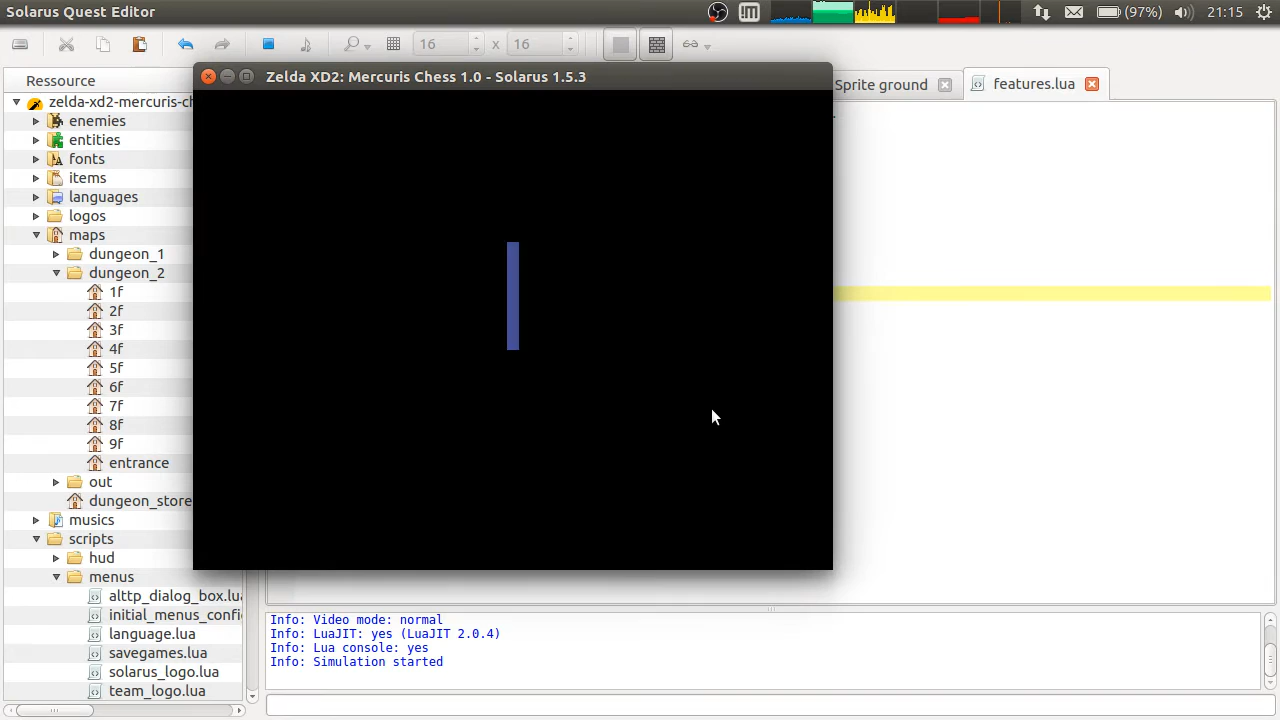 Solarus Quest Editor
(97%)
21:15
16 x 16
Ressource
Sprite ground
features.lua
Zelda XD2: Mercuris Chess 1.0 - Solarus 1.5.3
zelda-xd2-mercuris-ch
enemies
entities
fonts
items
languages
logos
maps
dungeon_1
dungeon_2
1f
2f
3f
4f
5f
6f
7f
8f
9f
entrance
out
dungeon_store
musics
scripts
hud
menus
alttp_dialog_box.lua
initial_menus_confi
language.lua
savegames.lua
solarus_logo.lua
team_logo.lua
Info: Video mode: normal
Info: LuaJIT: yes (LuaJIT 2.0.4)
Info: Lua console: yes
Info: Simulation started